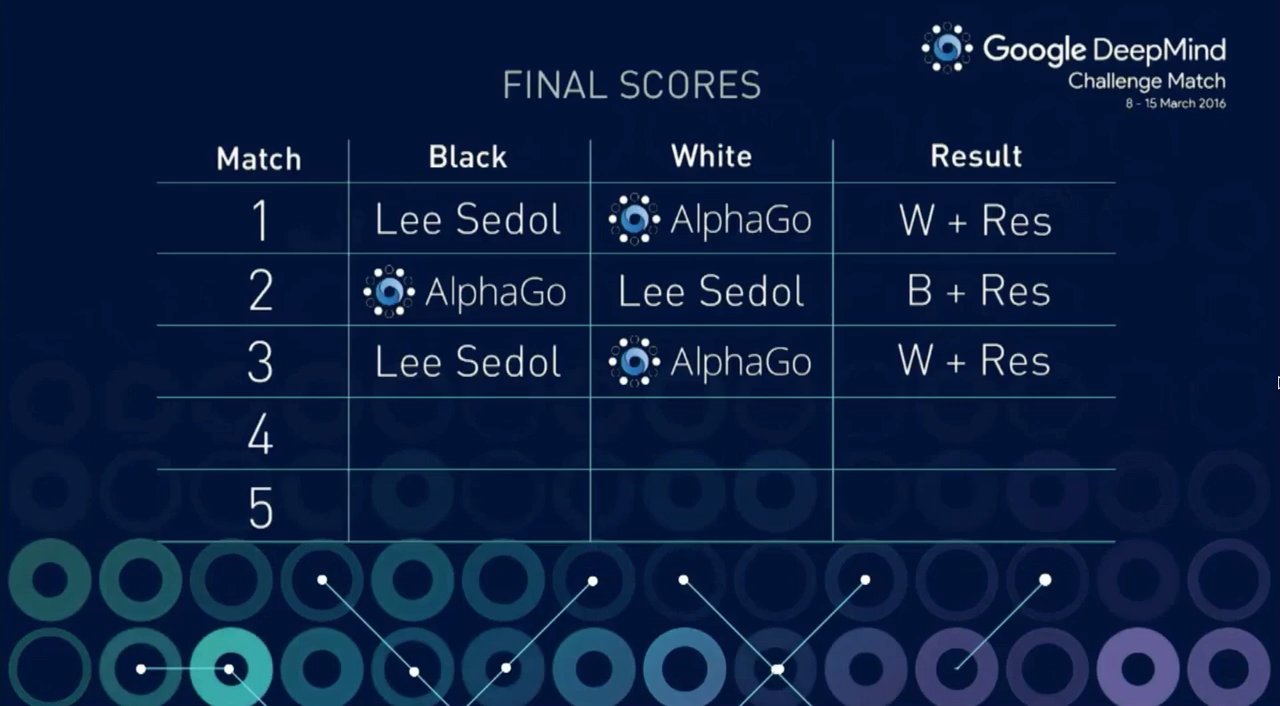 Google DeepMind
Challenge Match
8 - 15 March 2016
FINAL SCORES
Match Black White Result
1 Lee Sedol AlphaGo W + Res
2 AlphaGo Lee Sedol B + Res
3 Lee Sedol AlphaGo W + Res
4
5